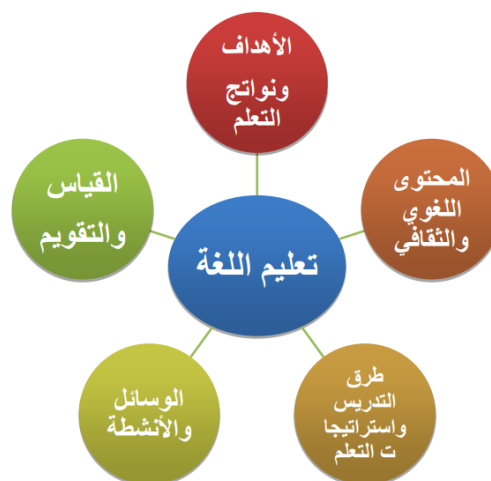 الأهداف
ونواتج
التعلم
المحتوى
اللغوي
والثقافي
طرق
التدريس
واستراتيجا
ت التعلم
الوسائل
والأنشطة
القياس
والتقويم
تعليم اللغة